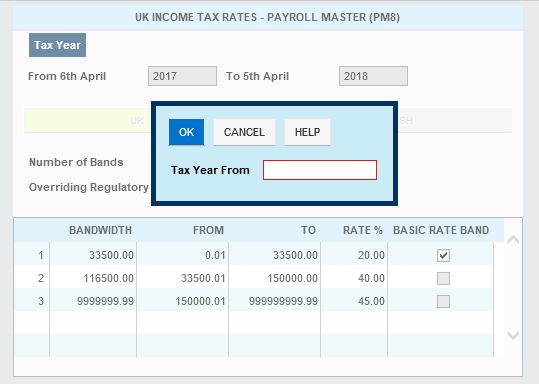 UK INCOME TAX RATES - PAYROLL MASTER (PM8)
Tax Year
From 6th April 2017 To 5th April 2018
UK SH
OK CANCEL HELP
Tax Year From
Number of Bands
Overriding Regulatory
BANDWIDTH FROM TO RATE % BASIC RATE BAND
1 33500.00 0.01 33500.00 20.00
2 116500.00 33500.01 150000.00 40.00
3 9999999.99 150000.01 999999999.99 45.00